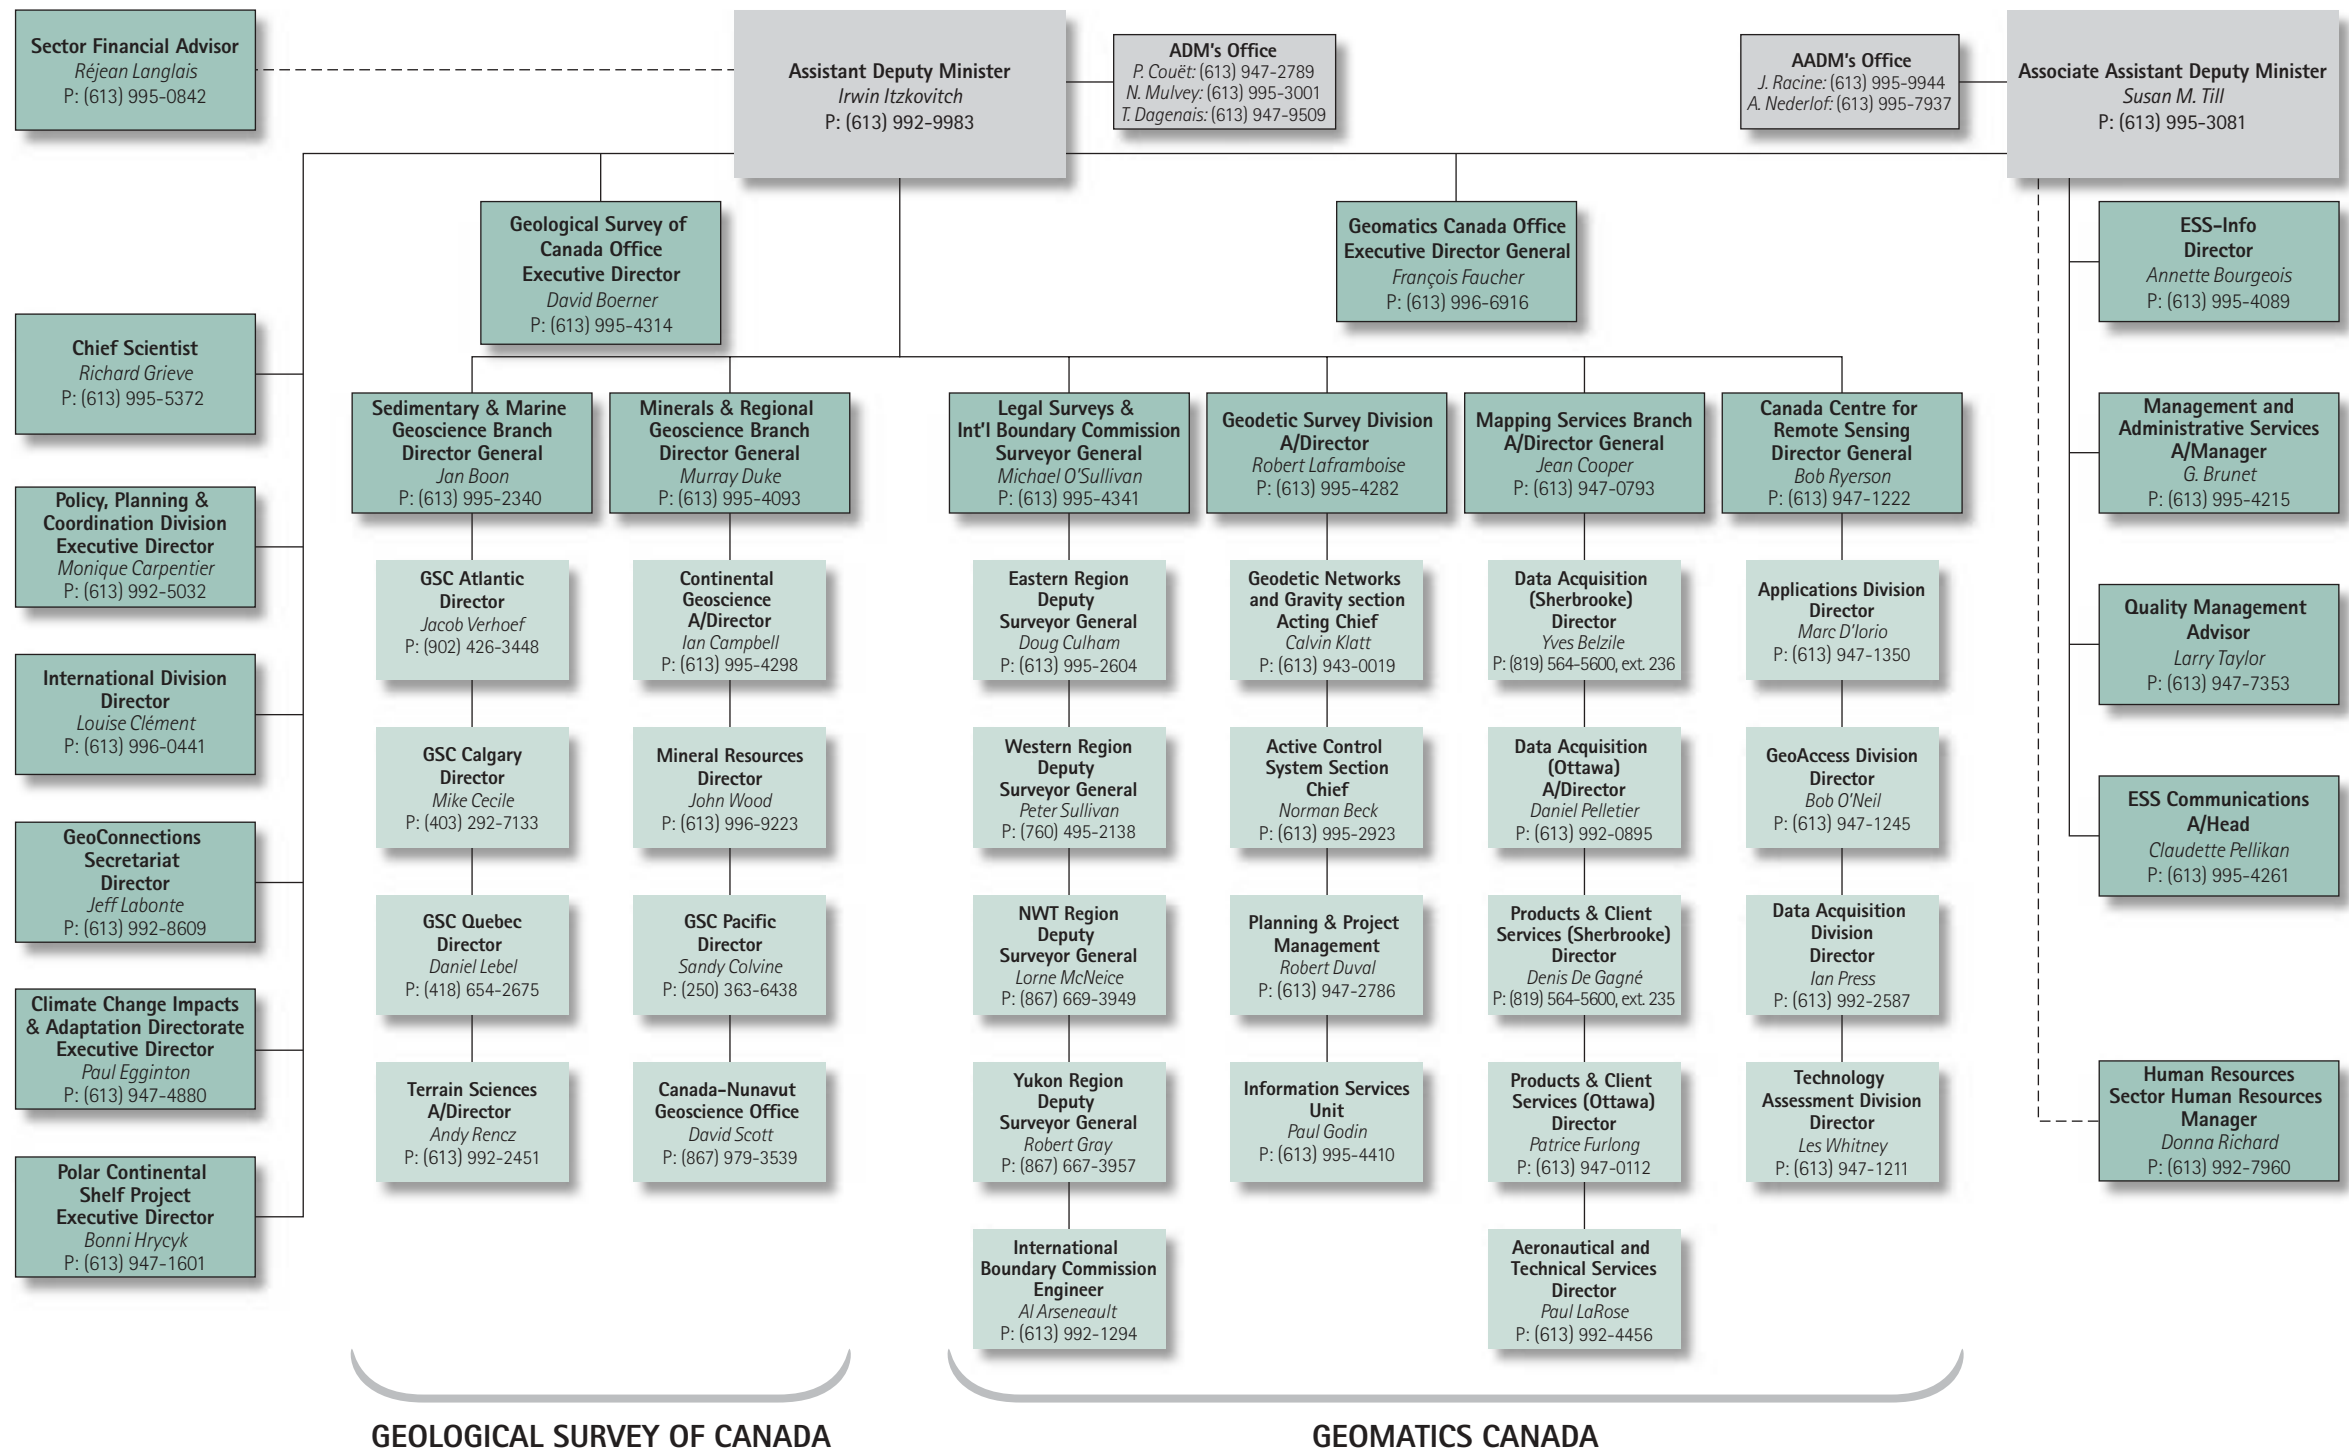 Sector Financial Advisor
Réjean Langlais
P: (613) 995-0842
Assistant Deputy Minister
Irwin Itzkovitch
P: (613) 992-9983
ADM's Office
P. Couët: (613) 947-2789
N. Mulvey: (613) 995-3001
T. Dagenais: (613) 947-9509
AADM's Office
J. Racine: (613) 995-9944
A. Nederlof: (613) 995-7937
Associate Assistant Deputy Minister
Susan M. Till
P: (613) 995-3081
Geological Survey of
Canada Office
Executive Director
David Boerner
P: (613) 995-4314
Geomatics Canada Office
Executive Director General
François Faucher
P: (613) 996-6916
Chief Scientist
Richard Grieve
P: (613) 995-5372
Policy, Planning &
Coordination Division
Executive Director
Monique Carpentier
P: (613) 992-5032
International Division
Director
Louise Clément
P: (613) 996-0441
GeoConnections
Secretariat
Director
Jeff Labonte
P: (613) 992-8609
Climate Change Impacts
& Adaptation Directorate
Executive Director
Paul Egginton
P: (613) 947-4880
Polar Continental
Shelf Project
Executive Director
Bonni Hrycyk
P: (613) 947-1601
Sedimentary & Marine
Geoscience Branch
Director General
Jan Boon
P: (613) 995-2340
GSC Atlantic
Director
Jacob Verhoef
P: (902) 426-3448
GSC Calgary
Director
Mike Cecile
P: (403) 292-7133
GSC Quebec
Director
Daniel Lebel
P: (418) 654-2675
Terrain Sciences
A/Director
Andy Rencz
P: (613) 992-2451
Minerals & Regional
Geoscience Branch
Director General
Murray Duke
P: (613) 995-4093
Continental
Geoscience
A/Director
Ian Campbell
P: (613) 995-4298
Mineral Resources
Director
John Wood
P: (613) 996-9223
GSC Pacific
Director
Sandy Colvine
P: (250) 363-6438
Canada-Nunavut
Geoscience Office
David Scott
P: (867) 979-3539
Legal Surveys &
Int'l Boundary Commission
Surveyor General
Michael O'Sullivan
P: (613) 995-4341
Eastern Region
Deputy
Surveyor General
Doug Culham
P: (613) 995-2604
Western Region
Deputy
Surveyor General
Peter Sullivan
P: (760) 495-2138
NWT Region
Deputy
Surveyor General
Lorne McNeice
P: (867) 669-3949
Yukon Region
Deputy
Surveyor General
Robert Gray
P: (867) 667-3957
International
Boundary Commission
Engineer
Al Arseneault
P: (613) 992-1294
Geodetic Survey Division
A/Director
Robert Laframboise
P: (613) 995-4282
Geodetic Networks
and Gravity section
Acting Chief
Calvin Klatt
P: (613) 943-0019
Active Control
System Section
Chief
Norman Beck
P: (613) 995-2923
Planning & Project
Management
Robert Duval
P: (613) 947-2786
Information Services
Unit
Paul Godin
P: (613) 995-4410
Mapping Services Branch
A/Director General
Jean Cooper
P: (613) 947-0793
Data Acquisition
(Sherbrooke)
Director
Yves Belzile
P: (819) 564-5600, ext. 236
Data Acquisition
(Ottawa)
A/Director
Daniel Pelletier
P: (613) 992-0895
Products & Client
Services (Sherbrooke)
Director
Denis De Gagné
P: (819) 564-5600, ext. 235
Products & Client
Services (Ottawa)
Director
Patrice Furlong
P: (613) 947-0112
Aeronautical and
Technical Services
Director
Paul LaRose
P: (613) 992-4456
Canada Centre for
Remote Sensing
Director General
Bob Ryerson
P: (613) 947-1222
Applications Division
Director
Marc D'Iorio
P: (613) 947-1350
GeoAccess Division
Director
Bob O'Neil
P: (613) 947-1245
Data Acquisition
Division
Director
Ian Press
P: (613) 992-2587
Technology
Assessment Division
Director
Les Whitney
P: (613) 947-1211
ESS-Info
Director
Annette Bourgeois
P: (613) 995-4089
Management and
Administrative Services
A/Manager
G. Brunet
P: (613) 995-4215
Quality Management
Advisor
Larry Taylor
P: (613) 947-7353
ESS Communications
A/Head
Claudette Pellikan
P: (613) 995-4261
Human Resources
Sector Human Resources
Manager
Donna Richard
P: (613) 992-7960
GEOLOGICAL SURVEY OF CANADA
GEOMATICS CANADA